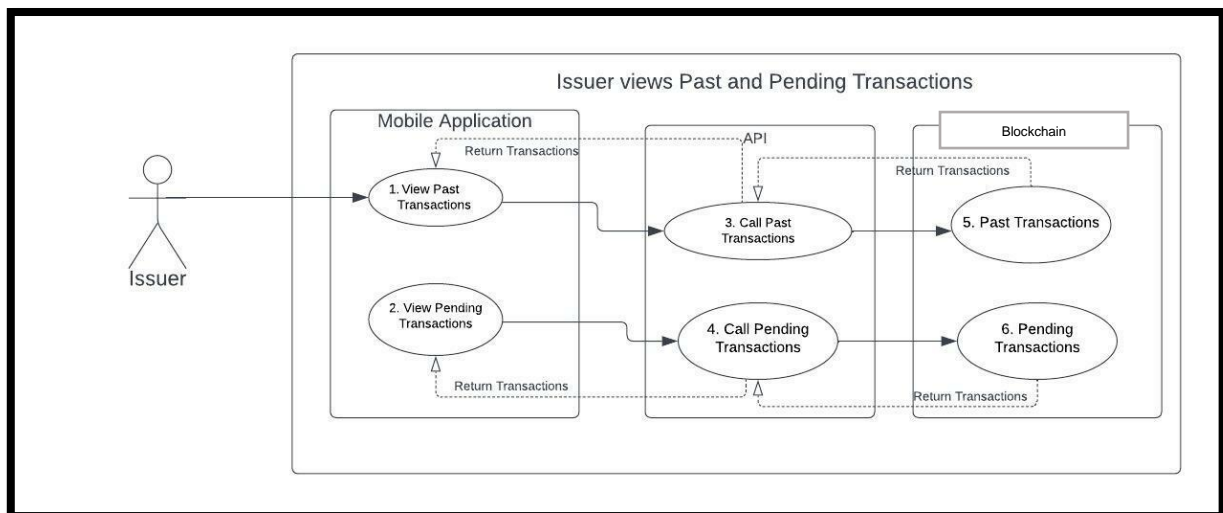 Issuer views Past and Pending Transactions
Mobile Application
API
Blockchain
Return Transactions
Return Transactions
1. View Past
Transactions
3. Call Past
Transactions
5. Past Transactions
Issuer
2. View Pending
Transactions
4. Call Pending
Transactions
6. Pending
Transactions
Return Transactions
Return Transactions